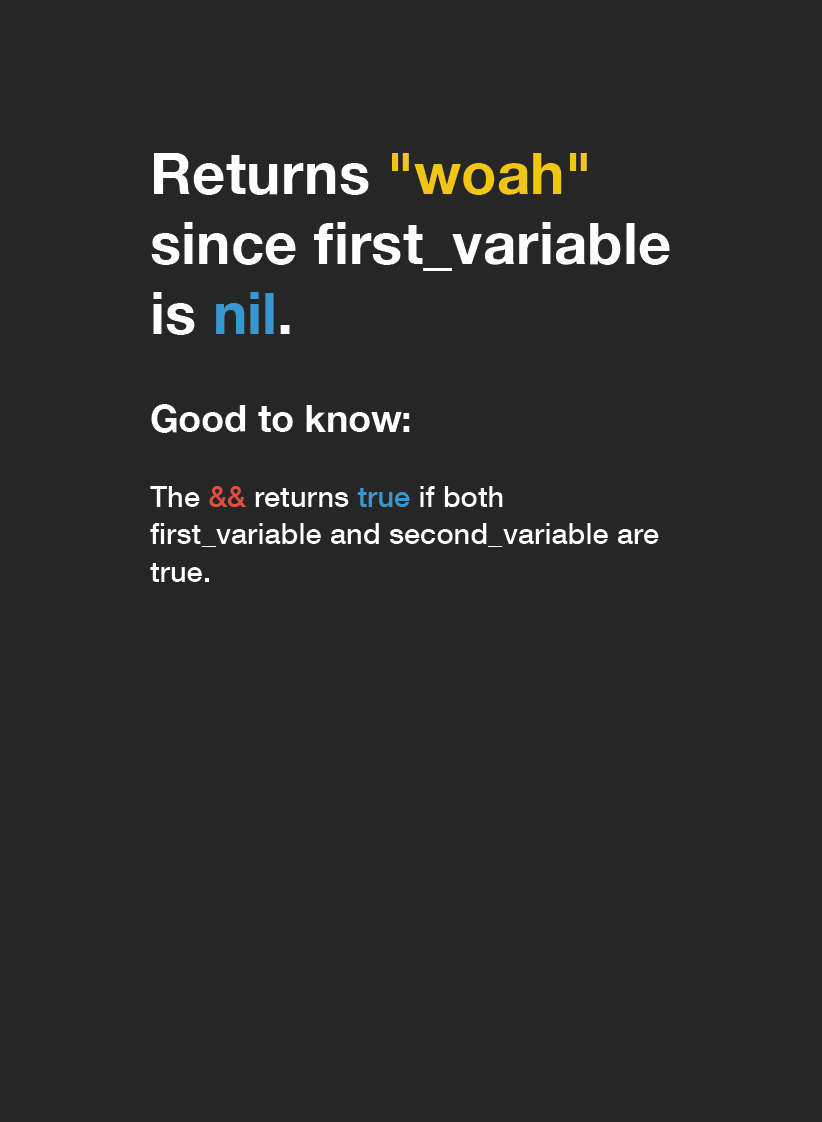 Returns "woah"
since first_variable
is nil.
Good to know:
The && returns true if both
first_variable and second_variable are
true.